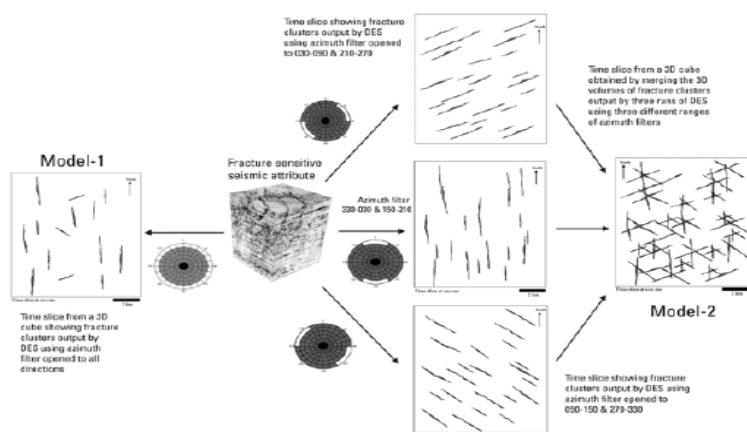 Time slice showing fracture
clusters output by DES
using azimuth filter opened
to 030-090 & 210-270
Time slice from a 3D cube
obtained by merging the 3D
volumes of fracture clusters
output by three runs of DES
using three different ranges
of azimuth filters
Model-1
Fracture sensitive
seismic attribute
Azimuth filter
330-030 & 150-210
Model-2
Time slice from a 3D
cube showing fracture
clusters output by
DES using azimuth
filter opened to all
directions
Time slice showing fracture
clusters output by DES using
azimuth filter opened to
090-150 & 270-330